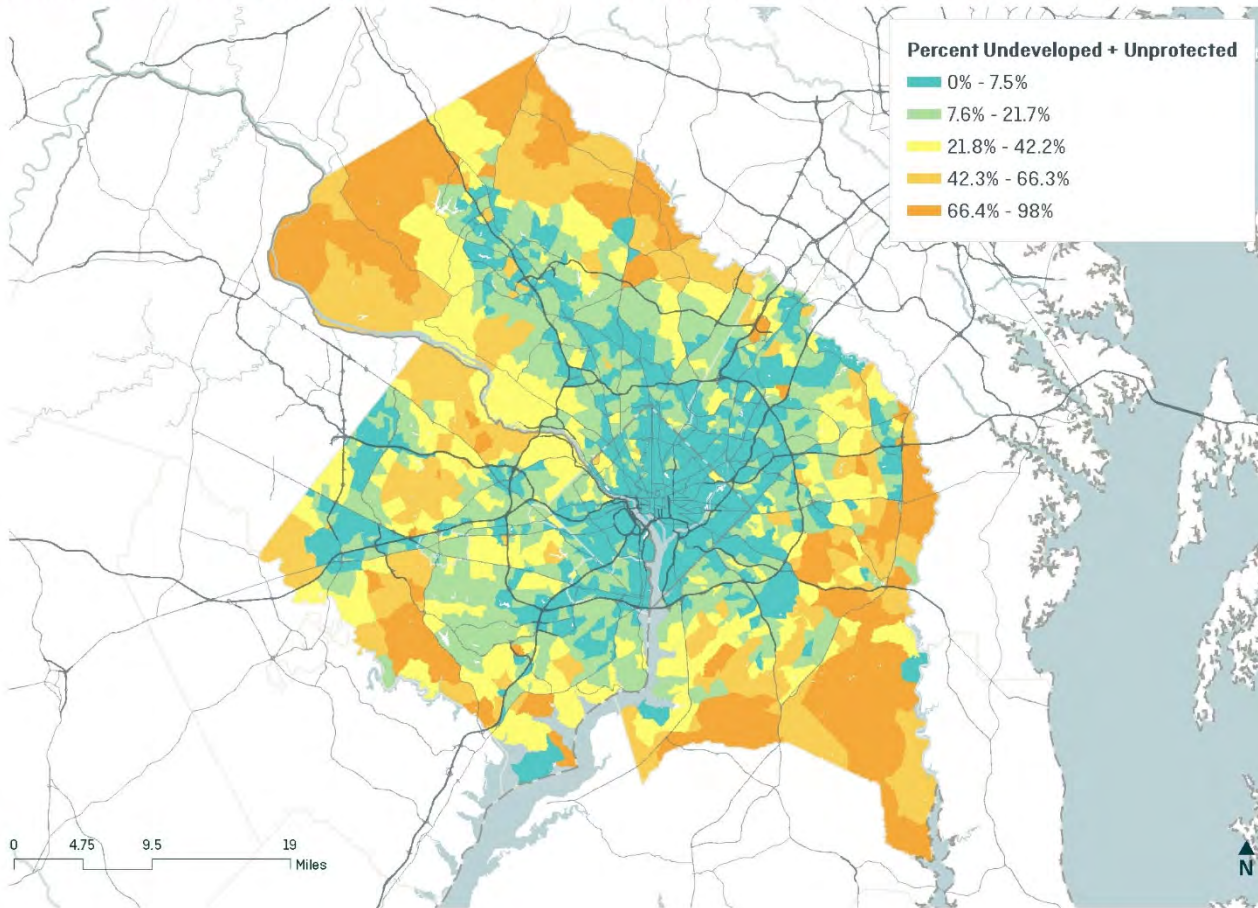 Percent Undeveloped + Unprotected
0% - 7.5%
7.6% - 21.7%
21.8% - 42.2%
42.3% - 66.3%
66.4% - 98%
0 4.75 9.5 19
Miles
N